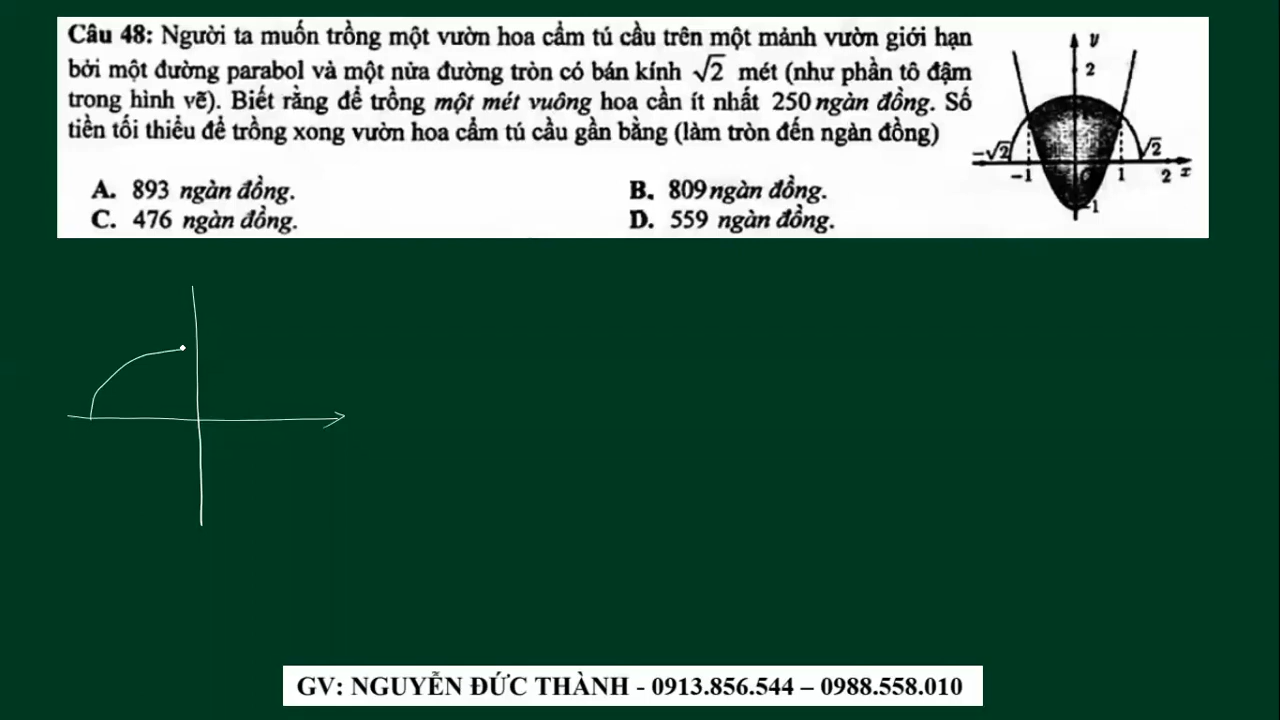 Câu 48: Người ta muốn trồng một vườn hoa cẩm tú cầu trên một mảnh vườn giới hạn
bởi một đường parabol và một nửa đường tròn có bán kính √2 mét (như phần tô đậm
trong hình vẽ). Biết rằng để trồng một mét vuông hoa cần ít nhất 250 ngàn đồng. Số
tiền tối thiểu để trồng xong vườn hoa cẩm tú cầu gần bằng (làm tròn đến ngàn đồng)
A. 893 ngàn đồng.
B. 809 ngàn đồng.
C. 476 ngàn đồng.
D. 559 ngàn đồng.
y
2
-√2
√2
-1
1
2
x
-1
GV: NGUYỄN ĐỨC THÀNH - 0913.856.544 – 0988.558.010